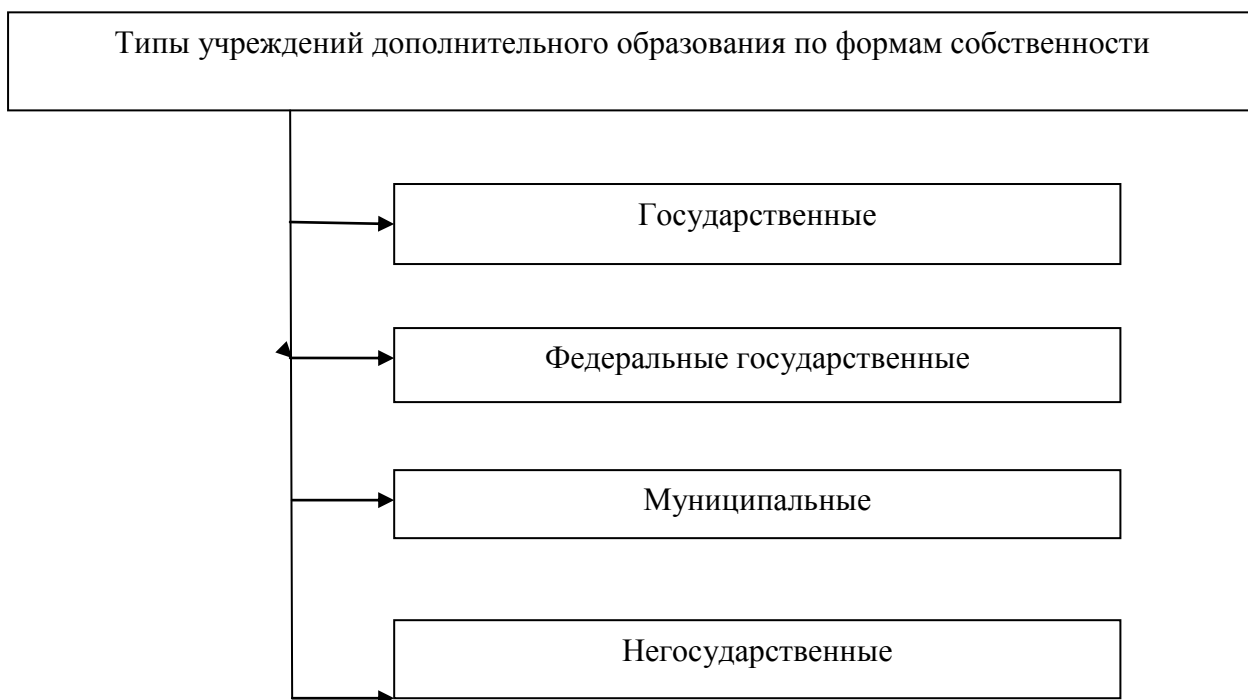 Типы учреждений дополнительного образования по формам собственности
Государственные
Федеральные государственные
Муниципальные
Негосударственные